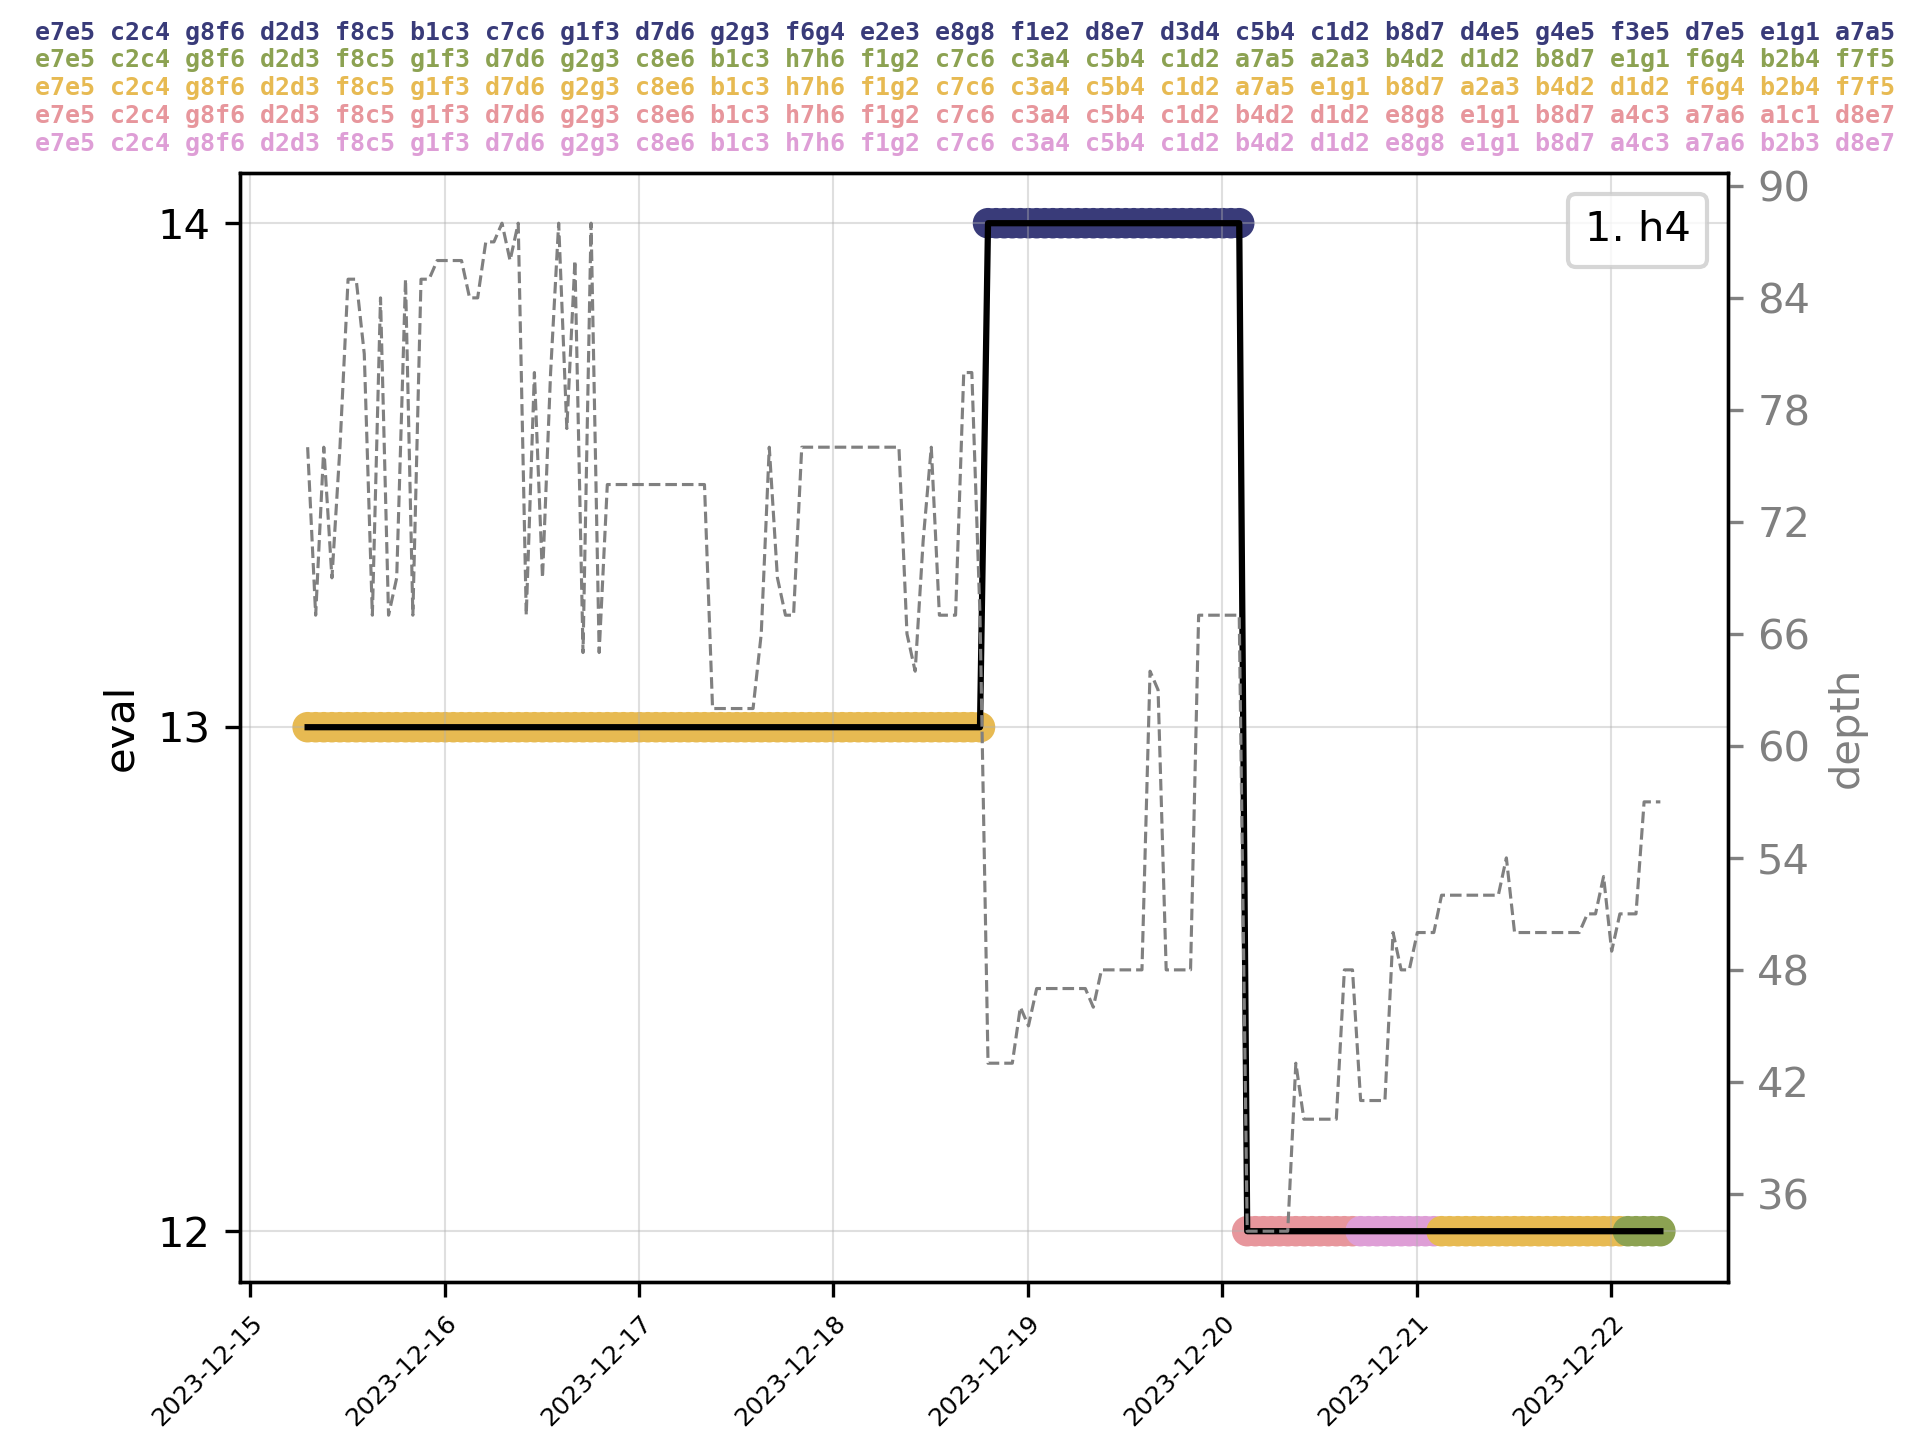 e7e5 c2c4 g8f6 d2d3 f8c5 b1c3 c7c6 g1f3 d7d6 g2g3 f6g4 e2e3 e8g8 f1e2 d8e7 d3d4 c5b4 c1d2 b8d7 d4e5 g4e5 f3e5 d7e5 e1g1 a7a5
e7e5 c2c4 g8f6 d2d3 f8c5 g1f3 d7d6 g2g3 c8e6 b1c3 h7h6 f1g2 c7c6 c3a4 c5b4 c1d2 a7a5 a2a3 b4d2 d1d2 b8d7 e1g1 f6g4 b2b4 f7f5
e7e5 c2c4 g8f6 d2d3 f8c5 g1f3 d7d6 g2g3 c8e6 b1c3 h7h6 f1g2 c7c6 c3a4 c5b4 c1d2 a7a5 e1g1 b8d7 a2a3 b4d2 d1d2 f6g4 b2b4 f7f5
e7e5 c2c4 g8f6 d2d3 f8c5 g1f3 d7d6 g2g3 c8e6 b1c3 h7h6 f1g2 c7c6 c3a4 c5b4 c1d2 b4d2 d1d2 e8g8 e1g1 b8d7 a4c3 a7a6 a1c1 d8e7
e7e5 c2c4 g8f6 d2d3 f8c5 g1f3 d7d6 g2g3 c8e6 b1c3 h7h6 f1g2 c7c6 c3a4 c5b4 c1d2 b4d2 d1d2 e8g8 e1g1 b8d7 a4c3 a7a6 b2b3 d8e7
1. h4
eval
14
13
12
90
84
78
72
66
60
54
48
42
36
depth
2023-12-15
2023-12-16
2023-12-17
2023-12-18
2023-12-19
2023-12-20
2023-12-21
2023-12-22